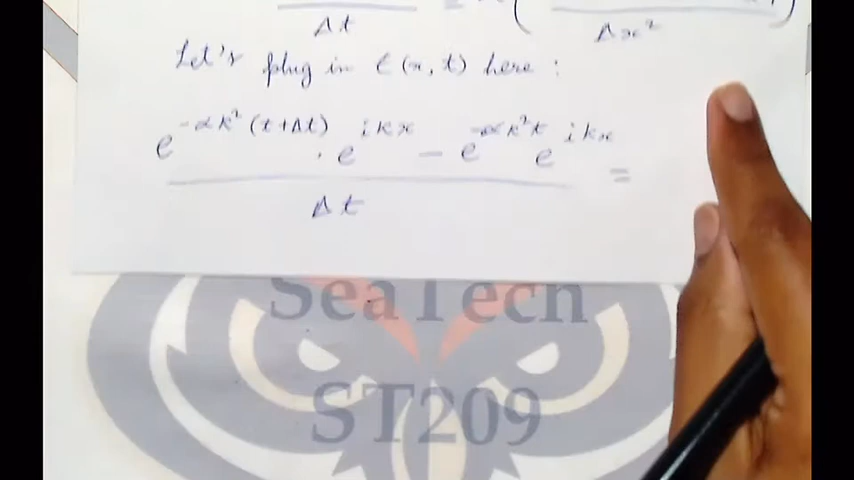 Δt
Δx²
Let's plug in ε(x,t) here :
e^{-αk²(t+Δt)} · e^{ikx} - e^{-αk²t} e^{ikx} =
Δt
SeaTech
ST209